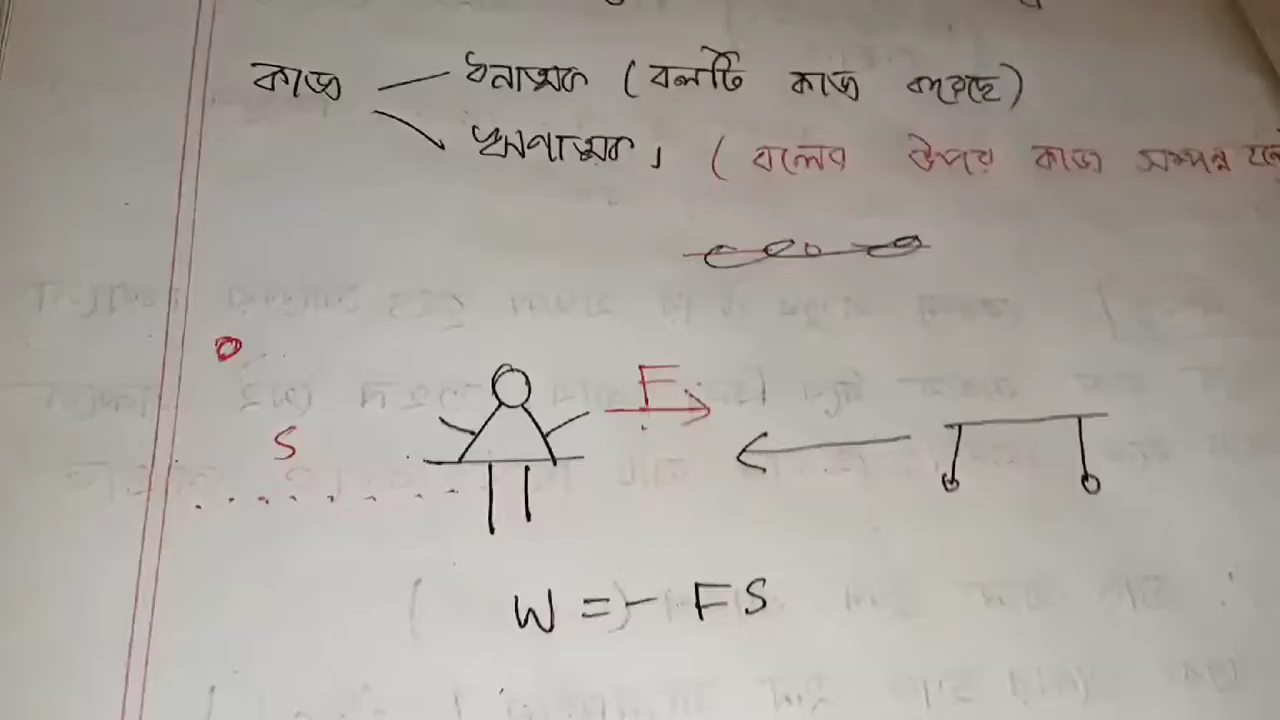 কাজ ধনাত্মক (বলটি কাজ করেছে)
ঋণাত্মক। (বলের উপর কাজ সম্পন্ন
F
S
W = - FS